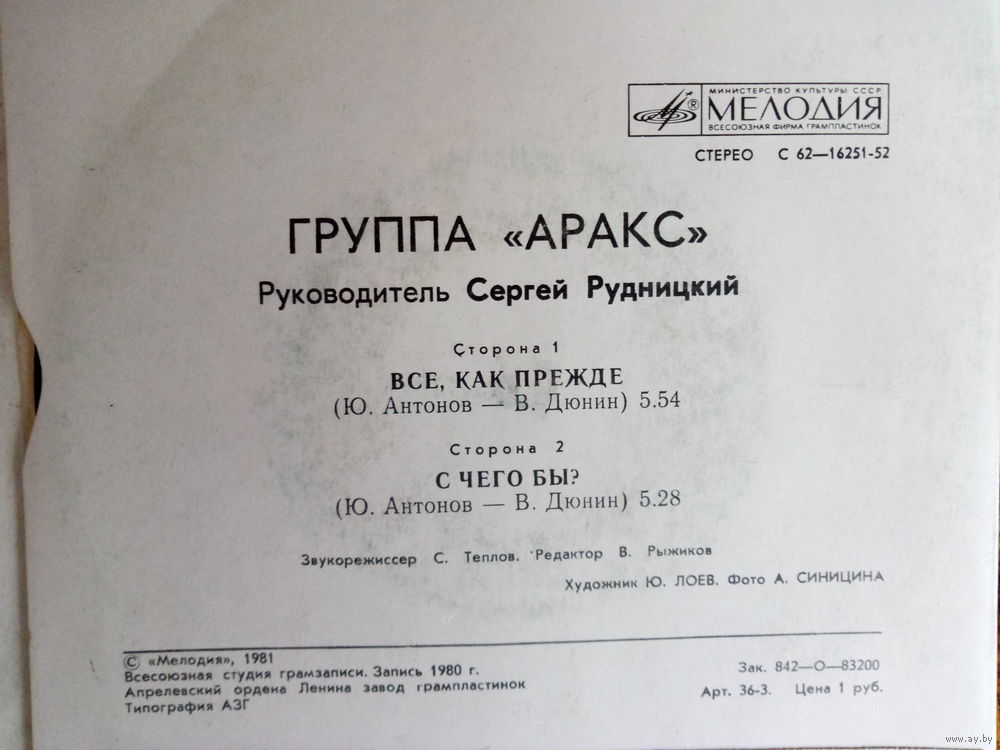 МИНИСТЕРСТВО КУЛЬТУРЫ СССР
® МЕЛОДИЯ
ВСЕСОЮЗНАЯ ФИРМА ГРАМПЛАСТИНОК
СТЕРЕО С 62—16251-52
ГРУППА «АРАКС»
Руководитель Сергей Рудницкий
Сторона 1
ВСЕ, КАК ПРЕЖДЕ
(Ю. Антонов — В. Дюнин) 5.54
Сторона 2
С ЧЕГО БЫ?
(Ю. Антонов — В. Дюнин) 5.28
Звукорежиссер С. Теплов. Редактор В. Рыжиков
Художник Ю. ЛОЕВ. Фото А. СИНИЦИНА
© «Мелодия», 1981
Всесоюзная студия грамзаписи. Запись 1980 г.
Апрелевский ордена Ленина завод грампластинок
Типография АЗГ
Зак. 842—О—83200
Арт. 36-3. Цена 1 руб.
www.ay.by